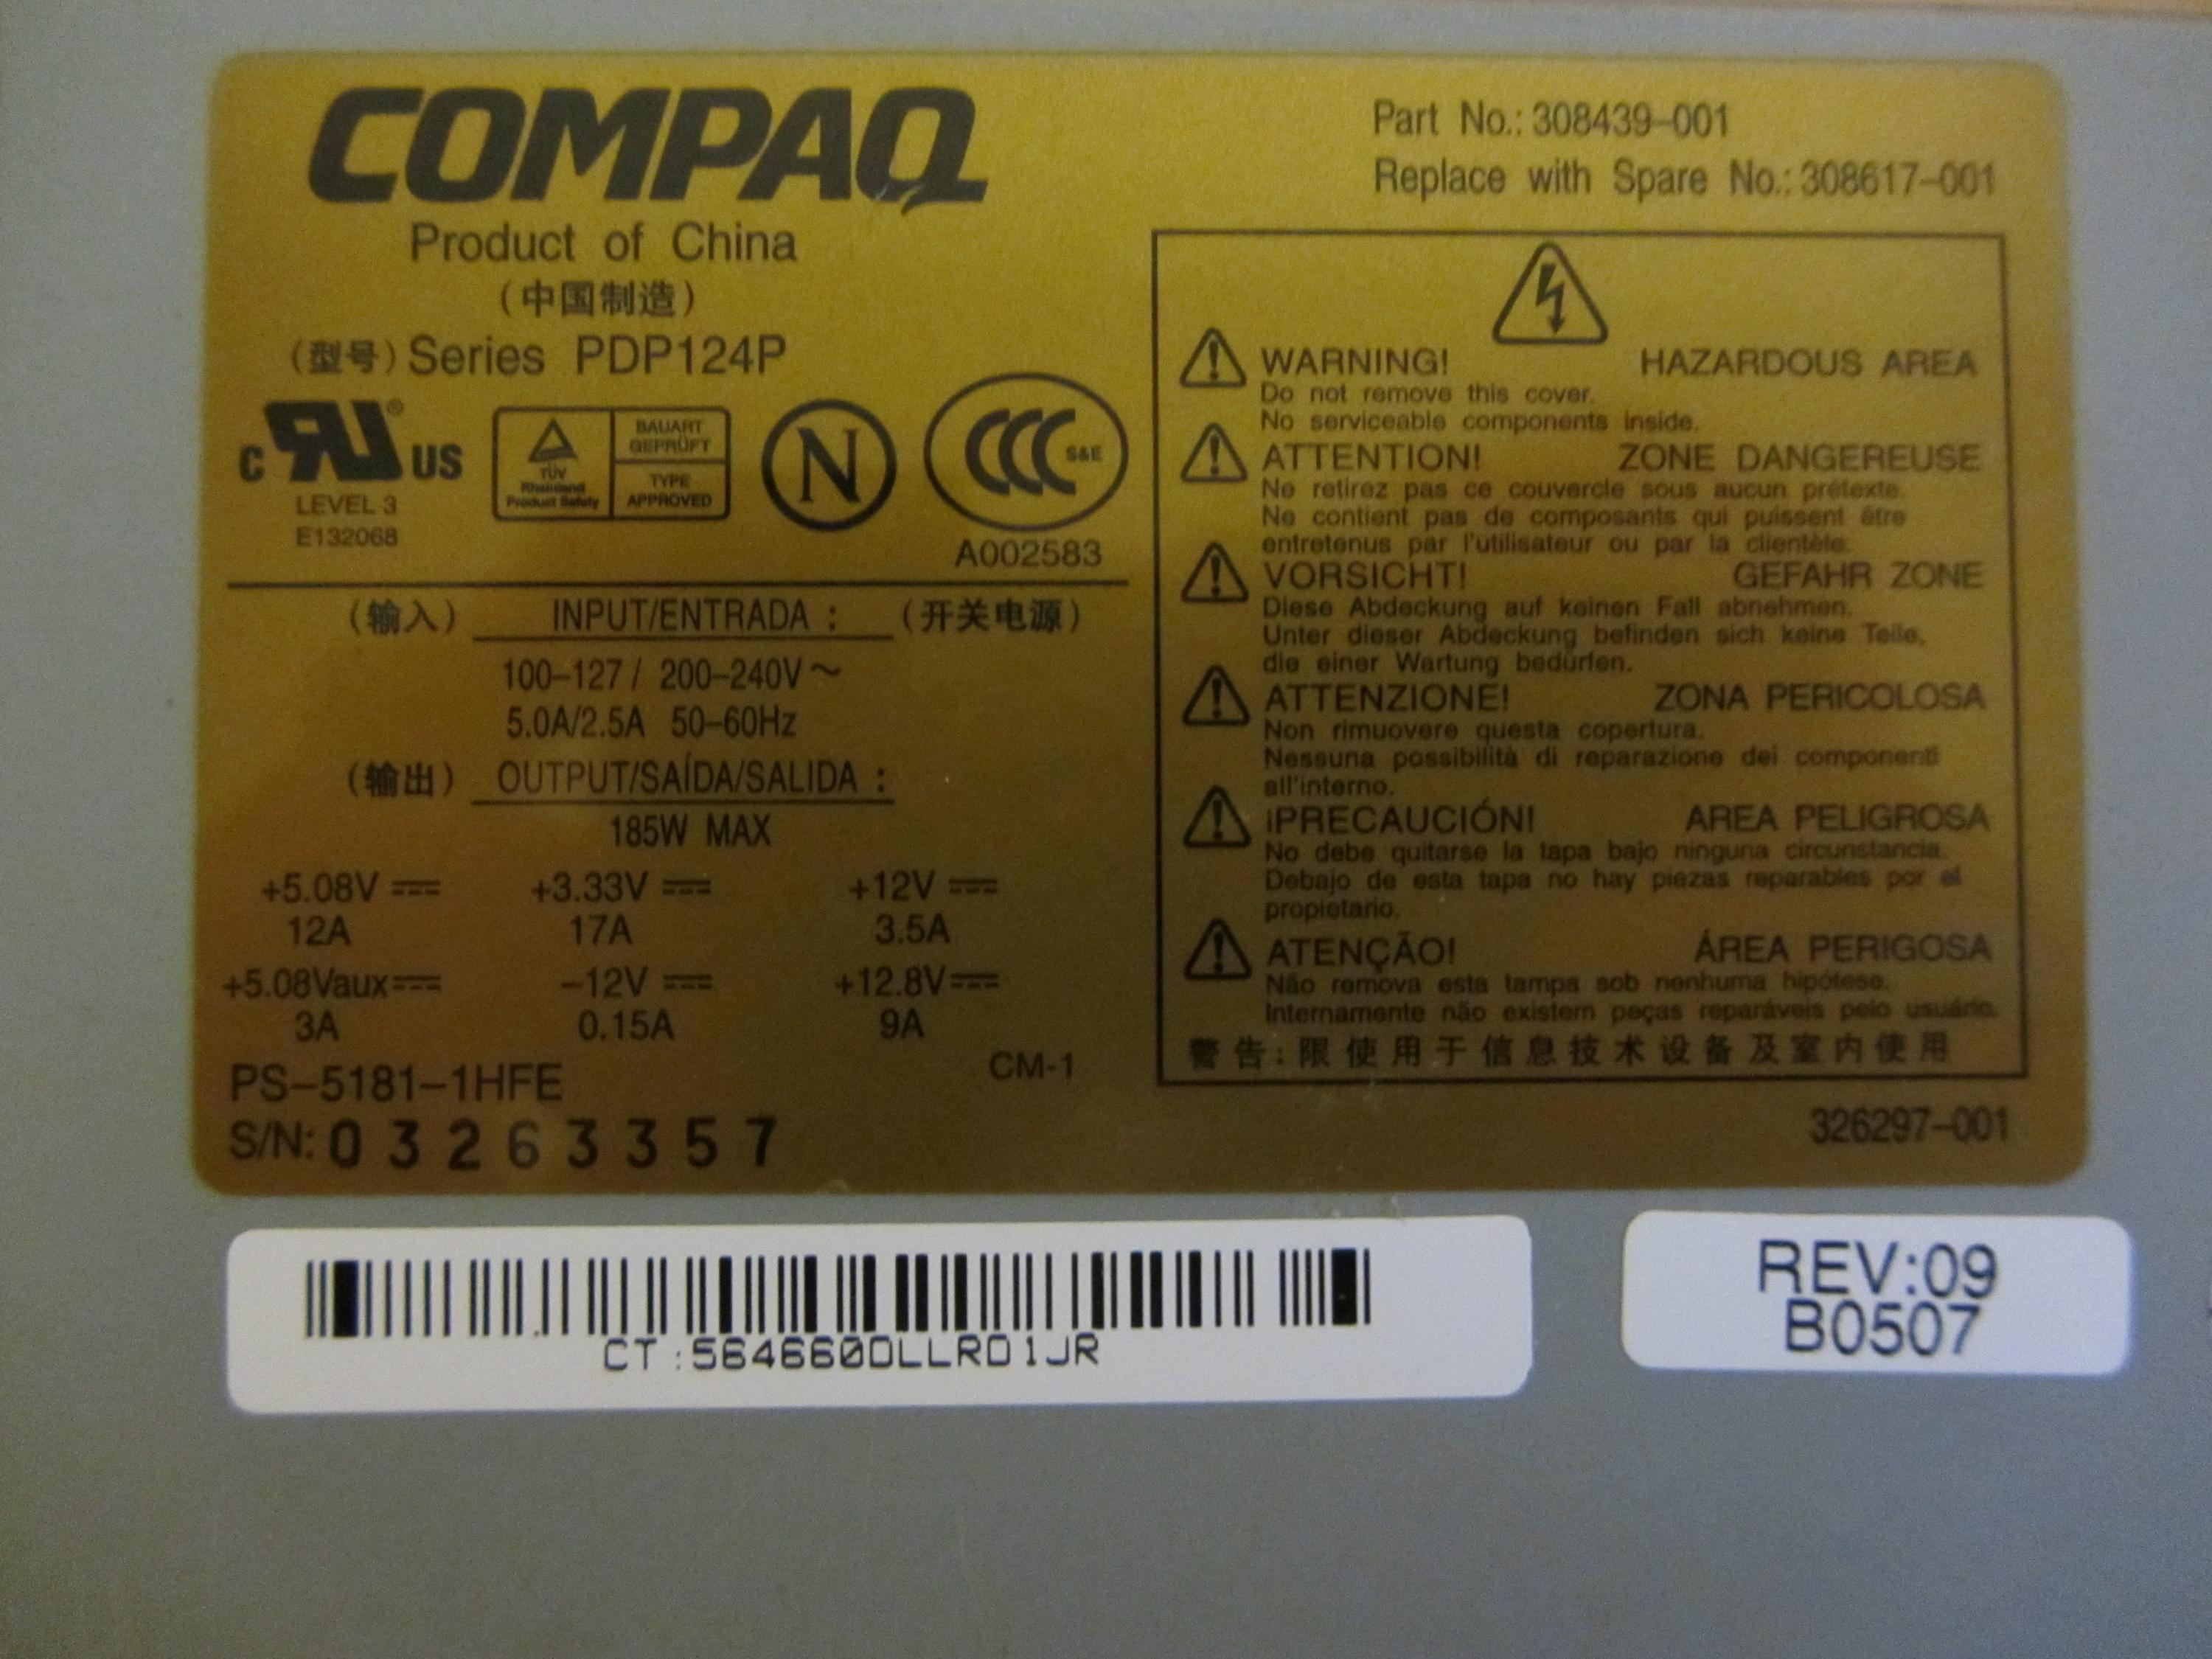 COMPAQ
Product of China
(中国制造)
(型号) Series PDP124P
C RU ® US
LEVEL 3
E132068
TÜV
Rheinland
Product Safety
BAUART
GEPRÜFT
TYPE
APPROVED
N
CCC S&E
A002583
(输入) INPUT/ENTRADA : (开关电源)
100-127 / 200-240V～
5.0A/2.5A 50-60Hz
(输出) OUTPUT/SAÍDA/SALIDA :
185W MAX
+5.08V +3.33V +12V
12A 17A 3.5A
+5.08Vaux -12V +12.8V
3A 0.15A 9A
PS-5181-1HFE CM-1
S/N: 03263357
Part No.: 308439-001
Replace with Spare No.: 308617-001
WARNING! HAZARDOUS AREA
Do not remove this cover.
No serviceable components inside.
ATTENTION! ZONE DANGEREUSE
Ne retirez pas ce couvercle sous aucun prétexte.
Ne contient pas de composants qui puissent être
entretenus par l'utilisateur ou par la clientèle.
VORSICHT! GEFAHR ZONE
Diese Abdeckung auf keinen Fall abnehmen.
Unter dieser Abdeckung befinden sich keine Teile,
die einer Wartung bedürfen.
ATTENZIONE! ZONA PERICOLOSA
Non rimuovere questa copertura.
Nessuna possibilità di reparazione dei componenti
all'interno.
¡PRECAUCIÓN! AREA PELIGROSA
No debe quitarse la tapa bajo ninguna circunstancia.
Debajo de esta tapa no hay piezas reparables por el
propietario.
ATENÇÃO! ÁREA PERIGOSA
Não remova esta tampa sob nenhuma hipótese.
Internamente não existem peças reparáveis pelo usuário.
警告:限使用于信息技术设备及室内使用
326297-001
CT:564660DLLRD1JR
REV:09
B0507